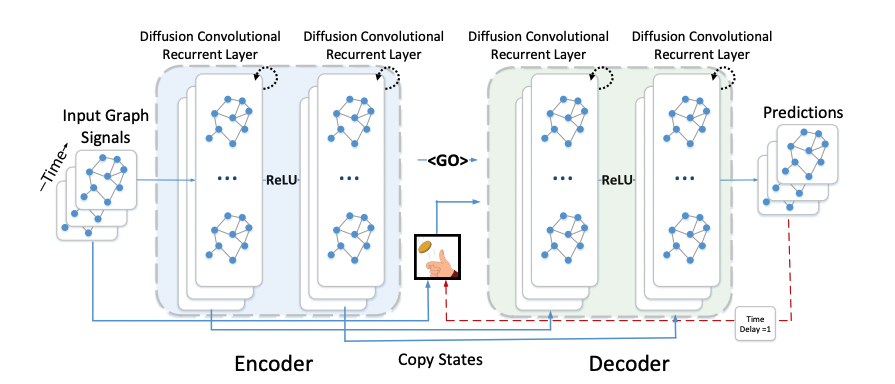 Diffusion Convolutional
Recurrent Layer
Diffusion Convolutional
Recurrent Layer
Diffusion Convolutional
Recurrent Layer
Diffusion Convolutional
Recurrent Layer
Input Graph
Signals
Time
ReLU
<GO>
ReLU
Predictions
Time
Delay =1
Encoder
Copy States
Decoder